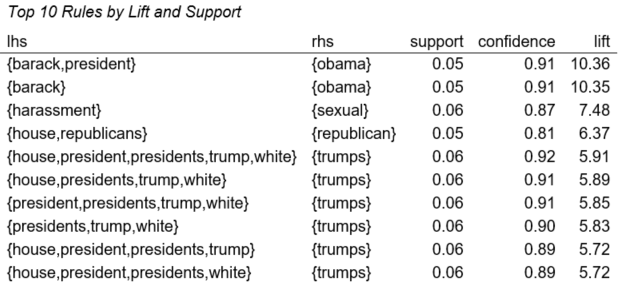 Top 10 Rules by Lift and Support
lhs rhs support confidence lift
{barack,president} {obama} 0.05 0.91 10.36
{barack} {obama} 0.05 0.91 10.35
{harassment} {sexual} 0.06 0.87 7.48
{house,republicans} {republican} 0.05 0.81 6.37
{house,president,presidents,trump,white} {trumps} 0.06 0.92 5.91
{house,presidents,trump,white} {trumps} 0.06 0.91 5.89
{president,presidents,trump,white} {trumps} 0.06 0.91 5.85
{presidents,trump,white} {trumps} 0.06 0.90 5.83
{house,president,presidents,trump} {trumps} 0.06 0.89 5.72
{house,president,presidents,white} {trumps} 0.06 0.89 5.72